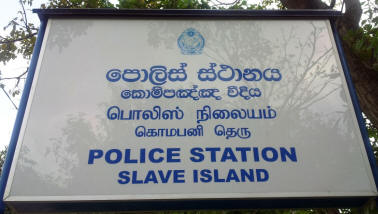 පොලිස් ස්ථානය
කොම්පඤ්ඤ වීදිය
பொலிஸ் நிலையம்
கொமபனி தெரு
POLICE STATION
SLAVE ISLAND